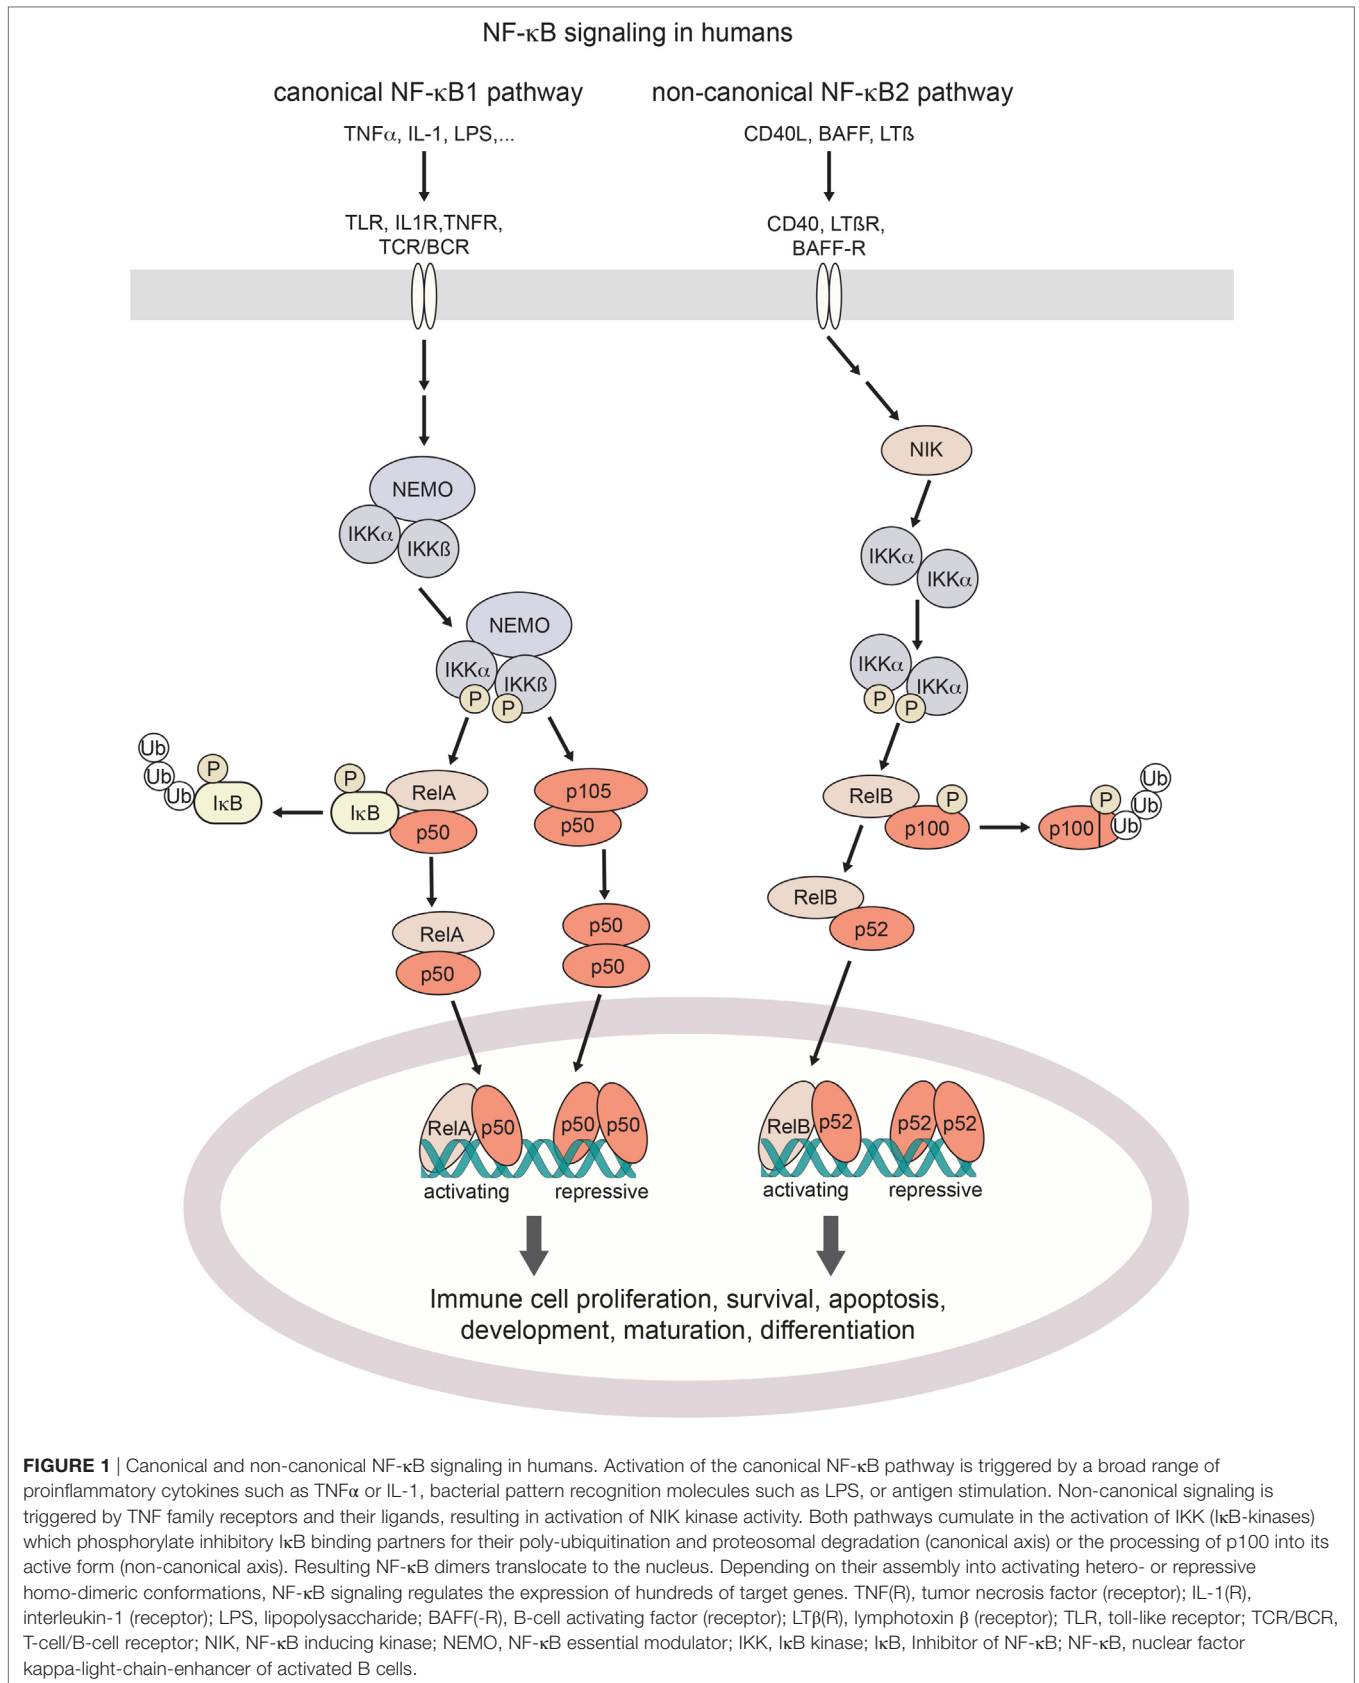 NF-κB signaling in humans
canonical NF-κB1 pathway
non-canonical NF-κB2 pathway
TNFα, IL-1, LPS,...
CD40L, BAFF, LTß
TLR, IL1R,TNFR,
TCR/BCR
CD40, LTßR,
BAFF-R
NIK
NEMO
IKKα
IKKß
IKKα
IKKα
NEMO
IKKα
IKKß
P
P
IKKα
IKKα
P
P
Ub
Ub
Ub
P
IκB
P
IκB
RelA
p50
p105
p50
RelB
P
p100
P
p100
Ub
Ub
Ub
RelB
p52
RelA
p50
p50
p50
RelA
p50
p50
p50
activating
repressive
RelB
p52
p52
p52
activating
repressive
Immune cell proliferation, survival, apoptosis,
development, maturation, differentiation
FIGURE 1 | Canonical and non-canonical NF-κB signaling in humans. Activation of the canonical NF-κB pathway is triggered by a broad range of
proinflammatory cytokines such as TNFα or IL-1, bacterial pattern recognition molecules such as LPS, or antigen stimulation. Non-canonical signaling is
triggered by TNF family receptors and their ligands, resulting in activation of NIK kinase activity. Both pathways cumulate in the activation of IKK (IκB-kinases)
which phosphorylate inhibitory IκB binding partners for their poly-ubiquitination and proteosomal degradation (canonical axis) or the processing of p100 into its
active form (non-canonical axis). Resulting NF-κB dimers translocate to the nucleus. Depending on their assembly into activating hetero- or repressive
homo-dimeric conformations, NF-κB signaling regulates the expression of hundreds of target genes. TNF(R), tumor necrosis factor (receptor); IL-1(R),
interleukin-1 (receptor); LPS, lipopolysaccharide; BAFF(-R), B-cell activating factor (receptor); LTβ(R), lymphotoxin β (receptor); TLR, toll-like receptor; TCR/BCR,
T-cell/B-cell receptor; NIK, NF-κB inducing kinase; NEMO, NF-κB essential modulator; IKK, IκB kinase; IκB, Inhibitor of NF-κB; NF-κB, nuclear factor
kappa-light-chain-enhancer of activated B cells.